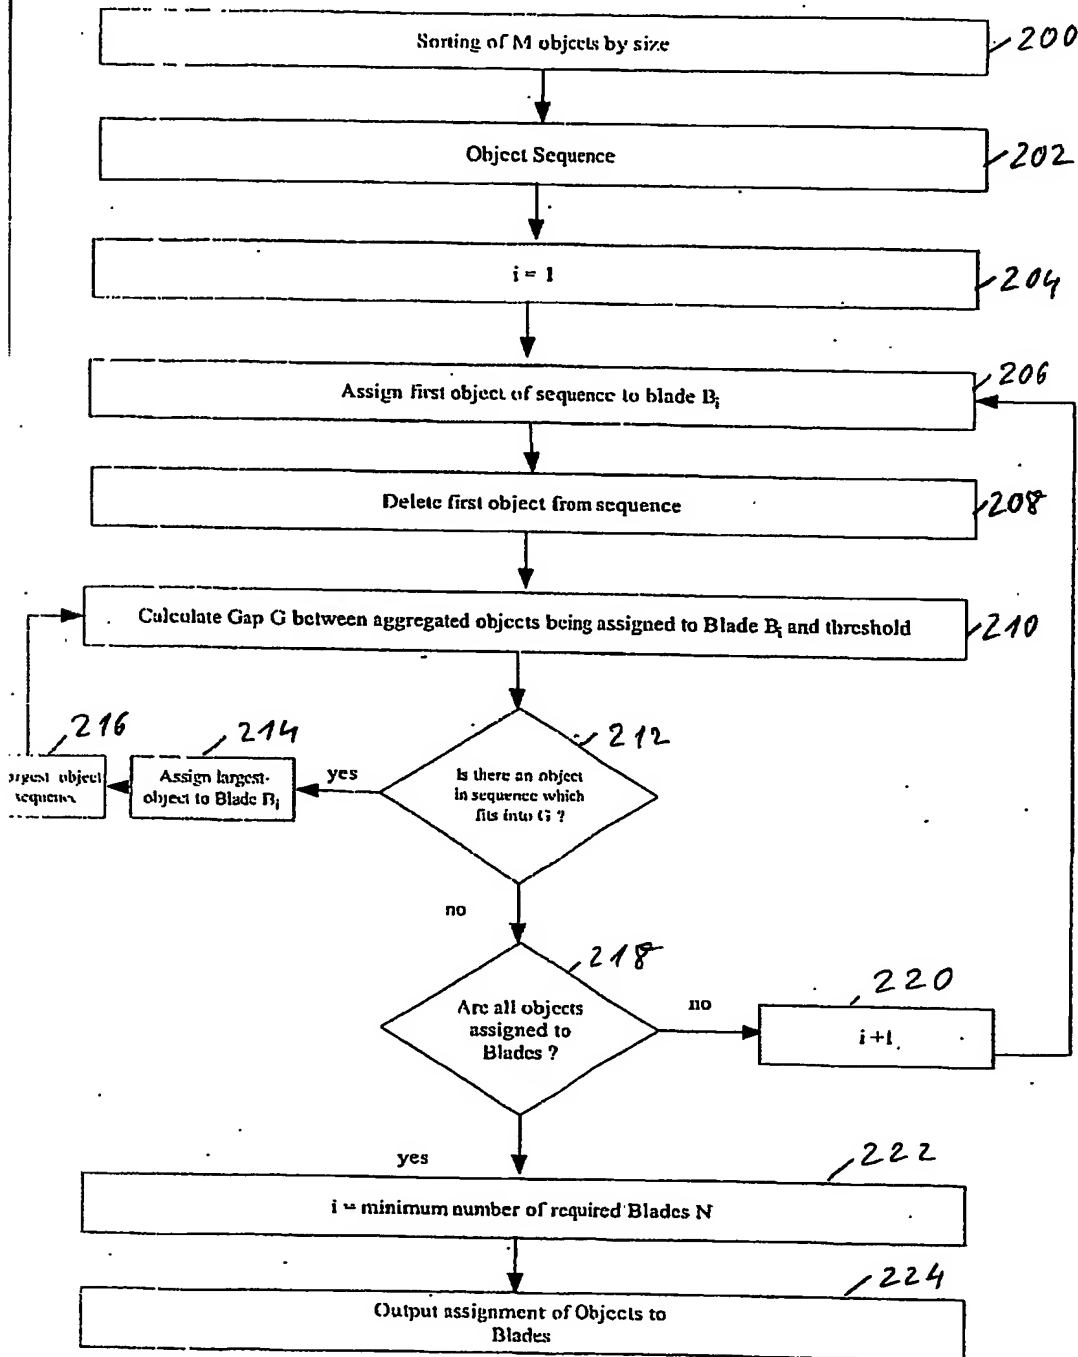 Sorting of M objects by size
200
Object Sequence
202
i = 1
204
Assign first object of sequence to blade Bi
206
Delete first object from sequence
208
Calculate Gap G between aggregated objects being assigned to Blade Bi and threshold
210
212
Is there an object
in sequence which
fits into G ?
yes
214
Assign largest
object to Blade Bi
216
object
sequence
no
218
Are all objects
assigned to
Blades ?
no
220
i +1
yes
222
i = minimum number of required Blades N
224
Output assignment of Objects to
Blades